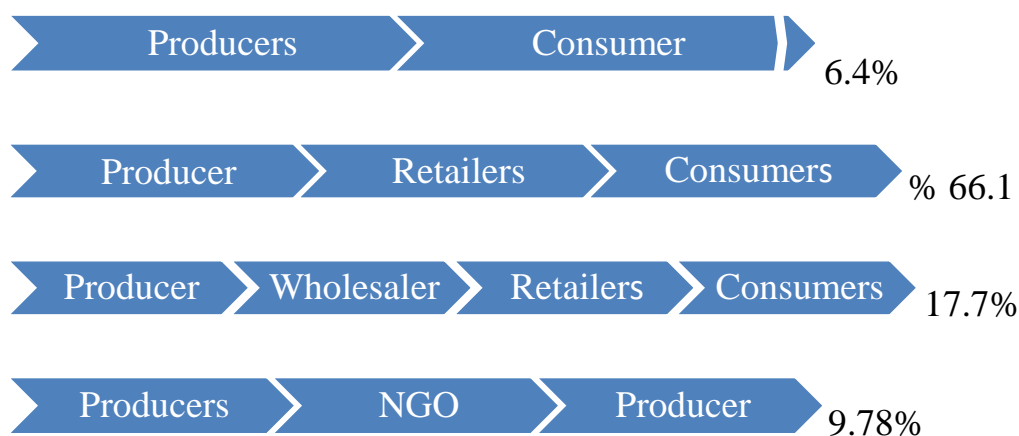 Producers Consumer 6.4%
Producer Retailers Consumers % 66.1
Producer Wholesaler Retailers Consumers 17.7%
Producers NGO Producer 9.78%